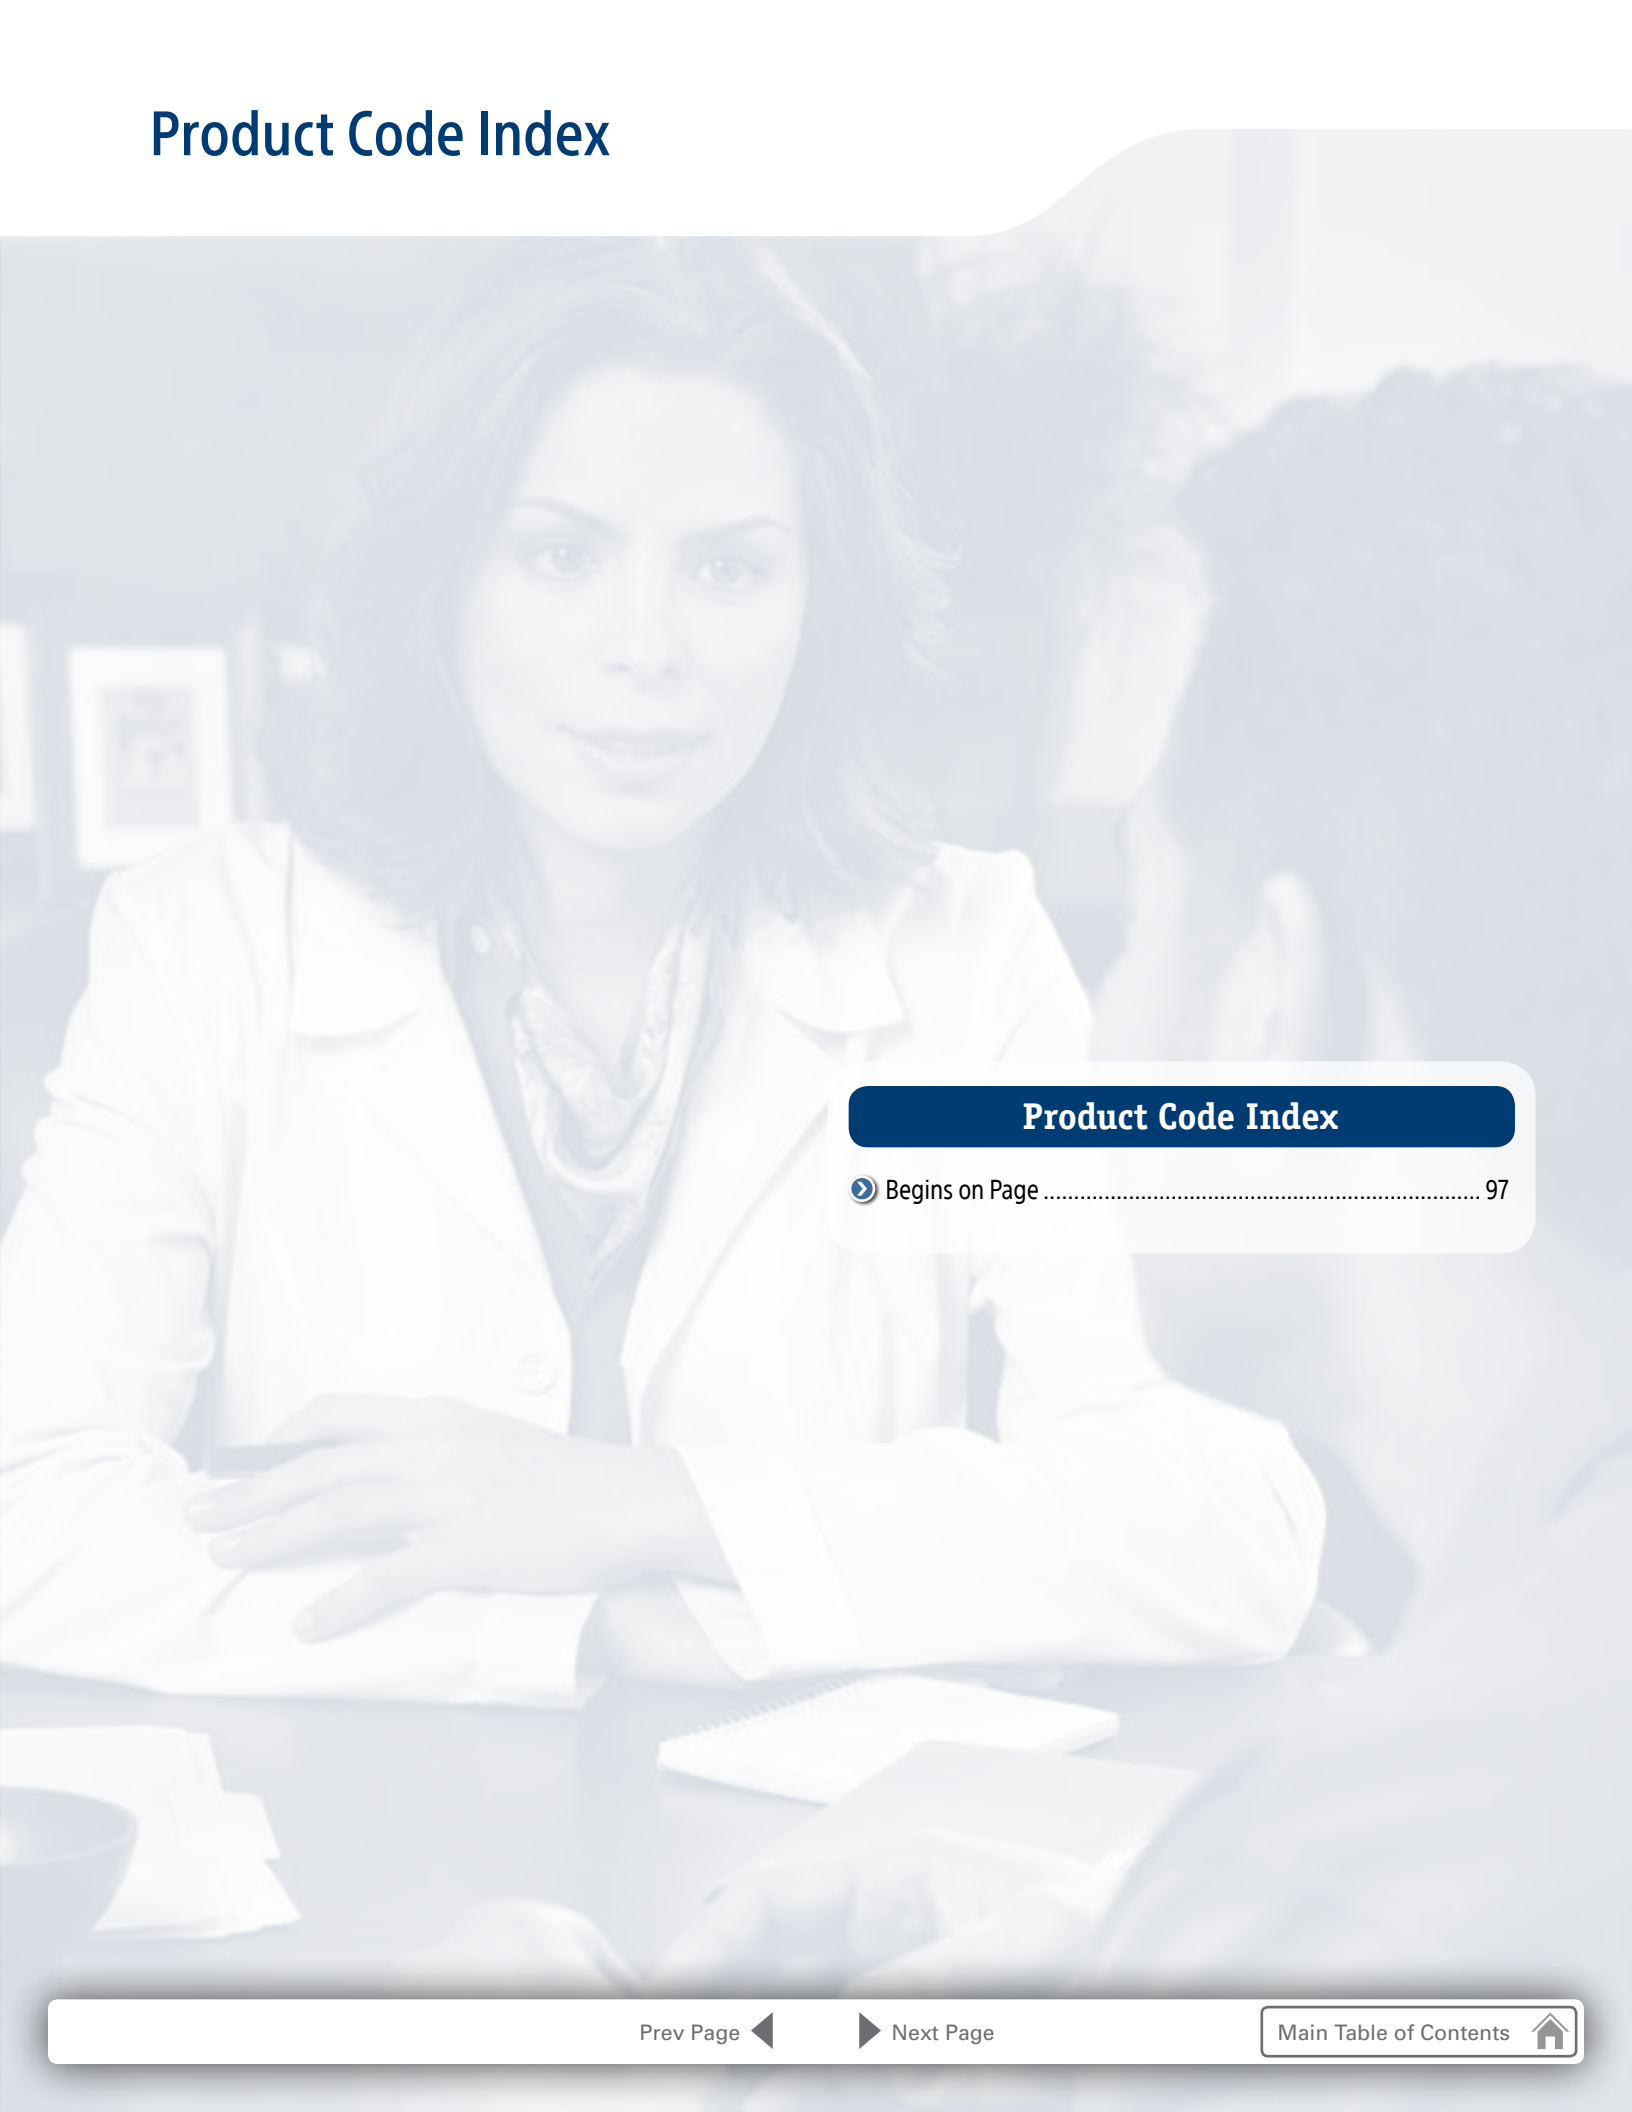 Product Code Index
Product Code Index
Begins on Page ........................................................................ 97
Prev Page
Next Page
Main Table of Contents